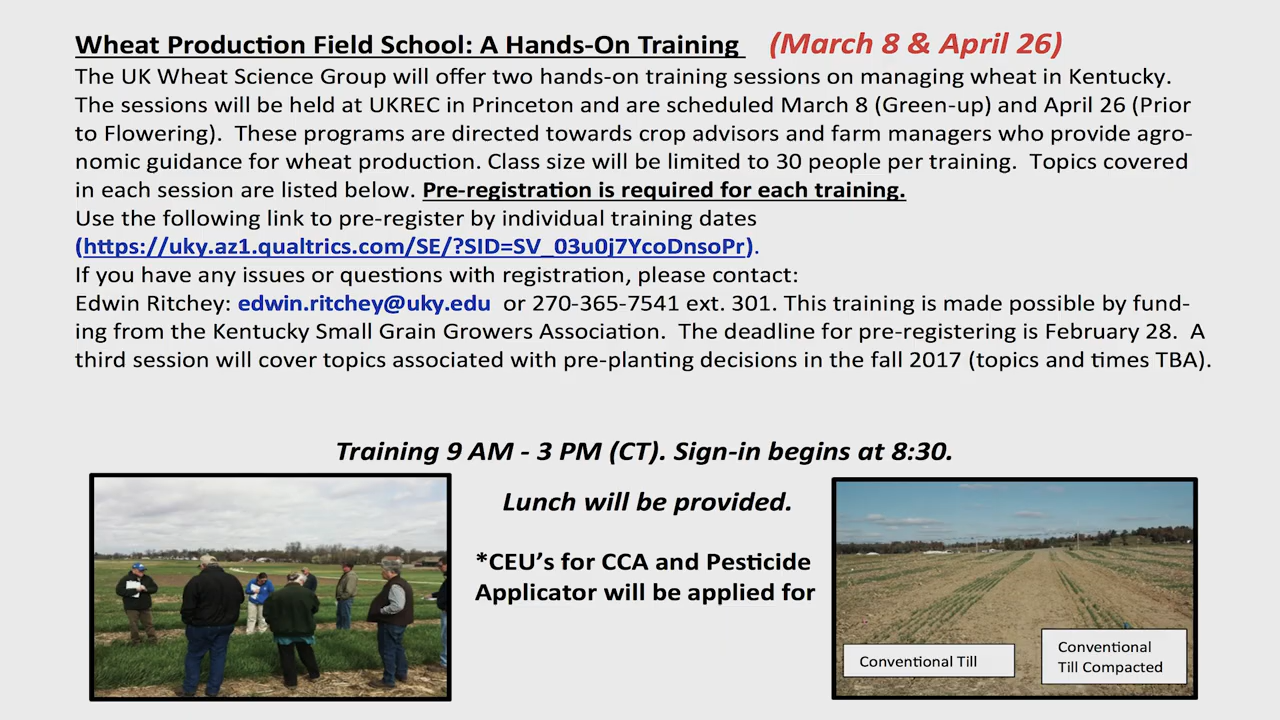 Wheat Production Field School: A Hands-On Training (March 8 & April 26)
The UK Wheat Science Group will offer two hands-on training sessions on managing wheat in Kentucky.
The sessions will be held at UKREC in Princeton and are scheduled March 8 (Green-up) and April 26 (Prior
to Flowering). These programs are directed towards crop advisors and farm managers who provide agro-
nomic guidance for wheat production. Class size will be limited to 30 people per training. Topics covered
in each session are listed below. Pre-registration is required for each training.
Use the following link to pre-register by individual training dates
(https://uky.az1.qualtrics.com/SE/?SID=SV_03u0j7YcoDnsoPr).
If you have any issues or questions with registration, please contact:
Edwin Ritchey: edwin.ritchey@uky.edu or 270-365-7541 ext. 301. This training is made possible by fund-
ing from the Kentucky Small Grain Growers Association. The deadline for pre-registering is February 28. A
third session will cover topics associated with pre-planting decisions in the fall 2017 (topics and times TBA).
Training 9 AM - 3 PM (CT). Sign-in begins at 8:30.
Lunch will be provided.
*CEU's for CCA and Pesticide
Applicator will be applied for
Conventional Till
Conventional
Till Compacted